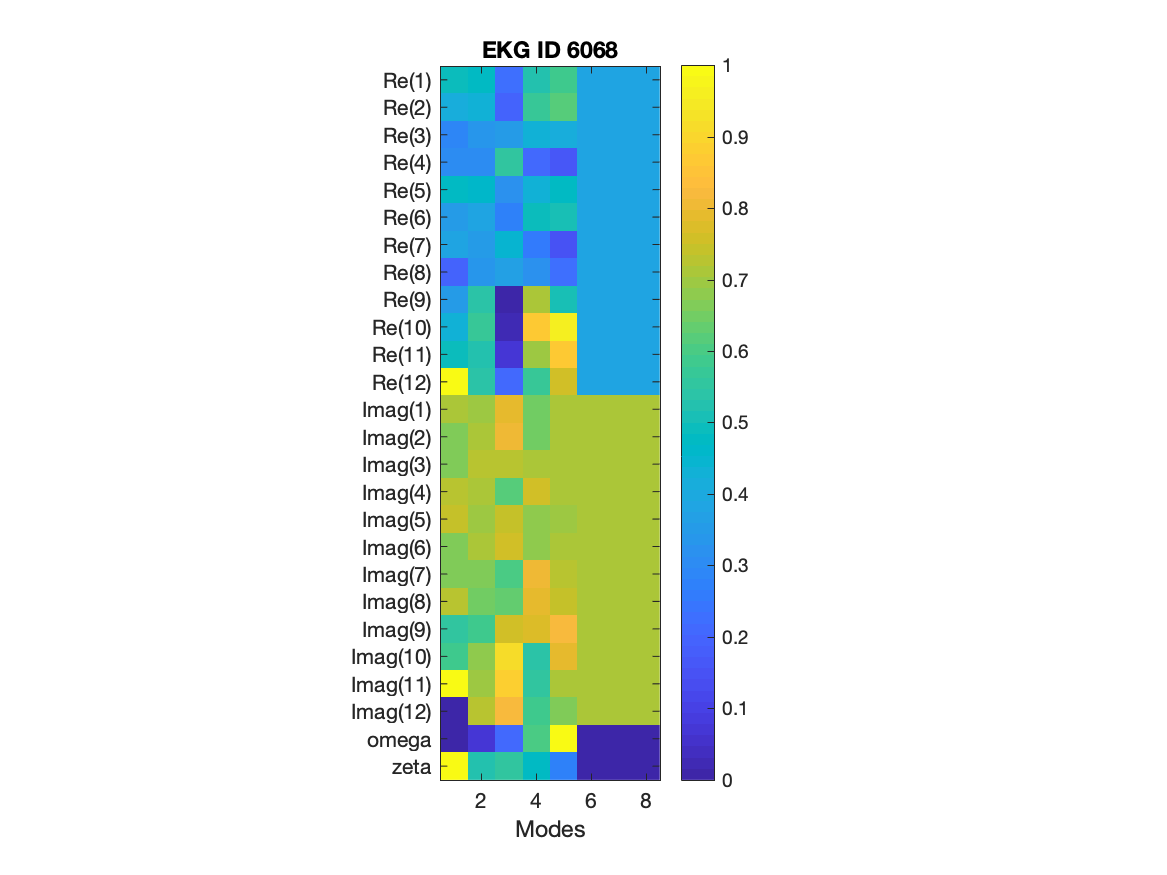 EKG ID 6068
Re(1)
Re(2)
Re(3)
Re(4)
Re(5)
Re(6)
Re(7)
Re(8)
Re(9)
Re(10)
Re(11)
Re(12)
Imag(1)
Imag(2)
Imag(3)
Imag(4)
Imag(5)
Imag(6)
Imag(7)
Imag(8)
Imag(9)
Imag(10)
Imag(11)
Imag(12)
omega
zeta
2 4 6 8
Modes
1
0.9
0.8
0.7
0.6
0.5
0.4
0.3
0.2
0.1
0